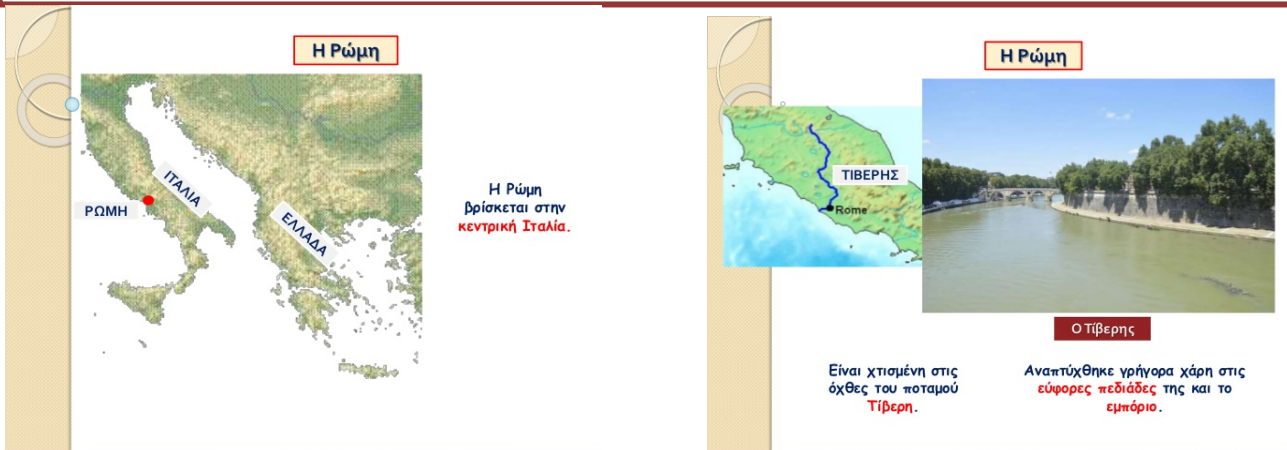 Η Ρώμη
ΙΤΑΛΙΑ
ΡΩΜΗ
ΕΛΛΑΔΑ
Η Ρώμη
βρίσκεται στην
κεντρική Ιταλία.
Η Ρώμη
ΤΙΒΕΡΗΣ
Rome
Ο Τίβερης
Είναι χτισμένη στις
όχθες του ποταμού
Τίβερη.
Αναπτύχθηκε γρήγορα χάρη στις
εύφορες πεδιάδες της και το
εμπόριο.